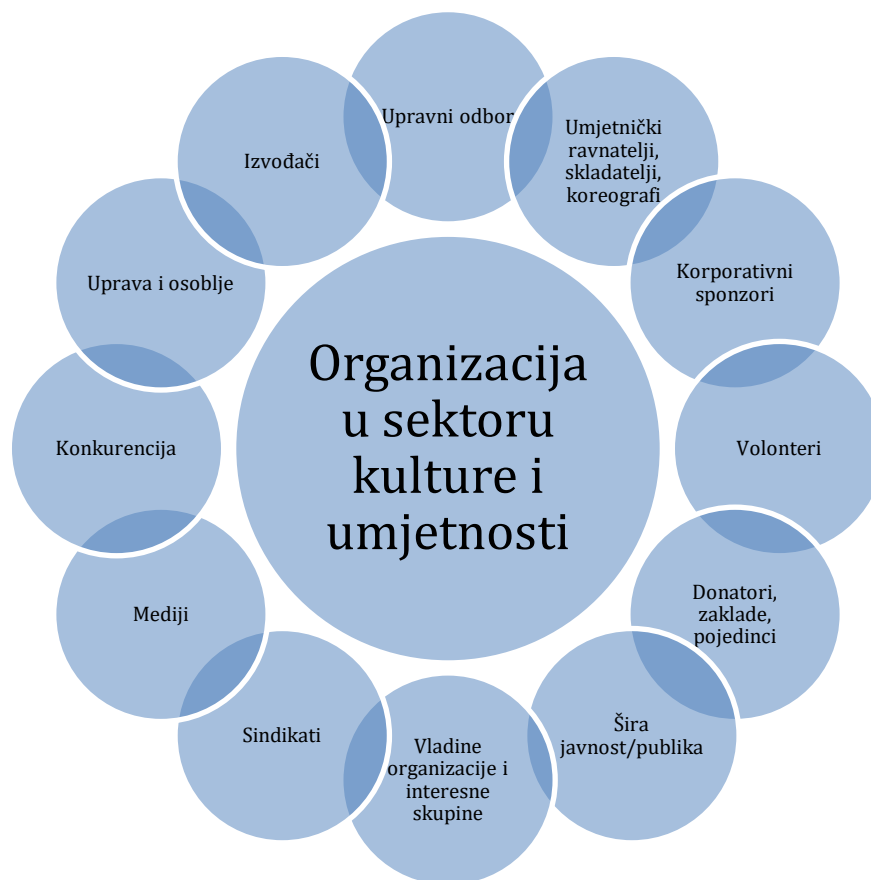 Upravni odbor
Umjetnički
ravnatelji,
skladatelji,
koreografi
Korporativni
sponzori
Volonteri
Donatori,
zaklade,
pojedinci
Šira
javnost/publika
Vladine
organizacije i
interesne
skupine
Sindikati
Mediji
Konkurencija
Uprava i osoblje
Izvođači
Organizacija
u sektoru
kulture i
umjetnosti